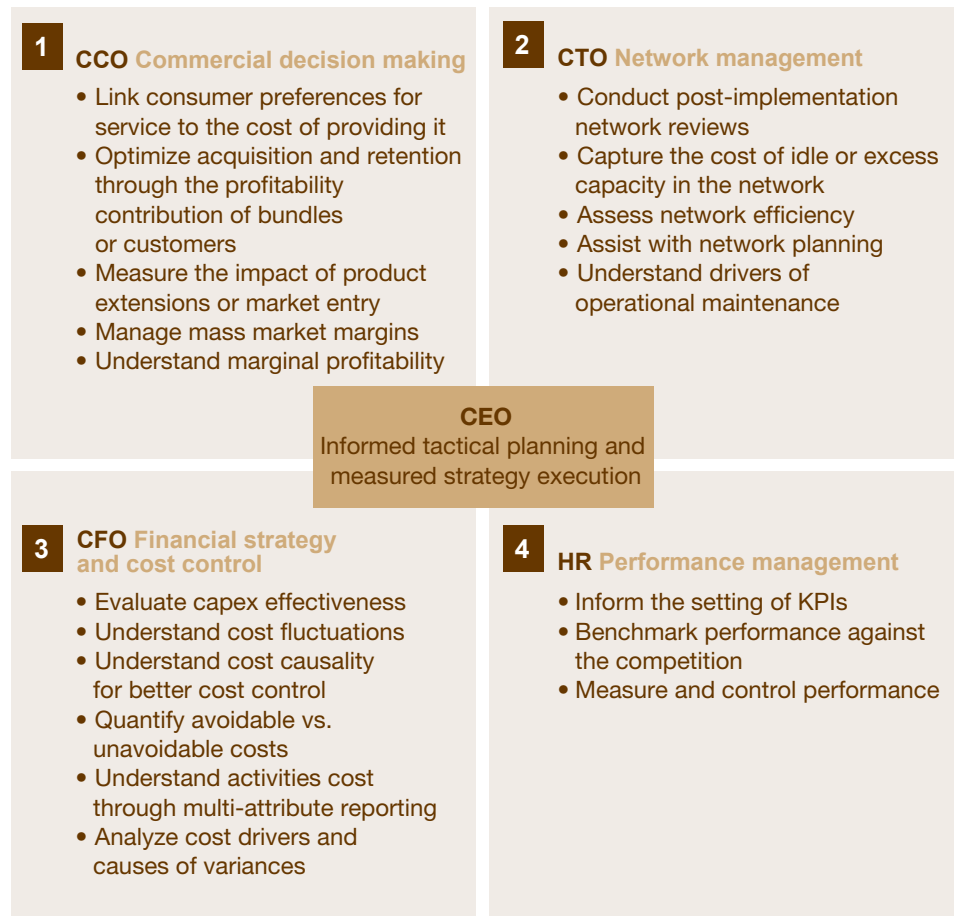 1
CCO Commercial decision making
• Link consumer preferences for
service to the cost of providing it
• Optimize acquisition and retention
through the profitability
contribution of bundles
or customers
• Measure the impact of product
extensions or market entry
• Manage mass market margins
• Understand marginal profitability
2
CTO Network management
• Conduct post-implementation
network reviews
• Capture the cost of idle or excess
capacity in the network
• Assess network efficiency
• Assist with network planning
• Understand drivers of
operational maintenance
CEO
Informed tactical planning and
measured strategy execution
3
CFO Financial strategy
and cost control
• Evaluate capex effectiveness
• Understand cost fluctuations
• Understand cost causality
for better cost control
• Quantify avoidable vs.
unavoidable costs
• Understand activities cost
through multi-attribute reporting
• Analyze cost drivers and
causes of variances
4
HR Performance management
• Inform the setting of KPIs
• Benchmark performance against
the competition
• Measure and control performance